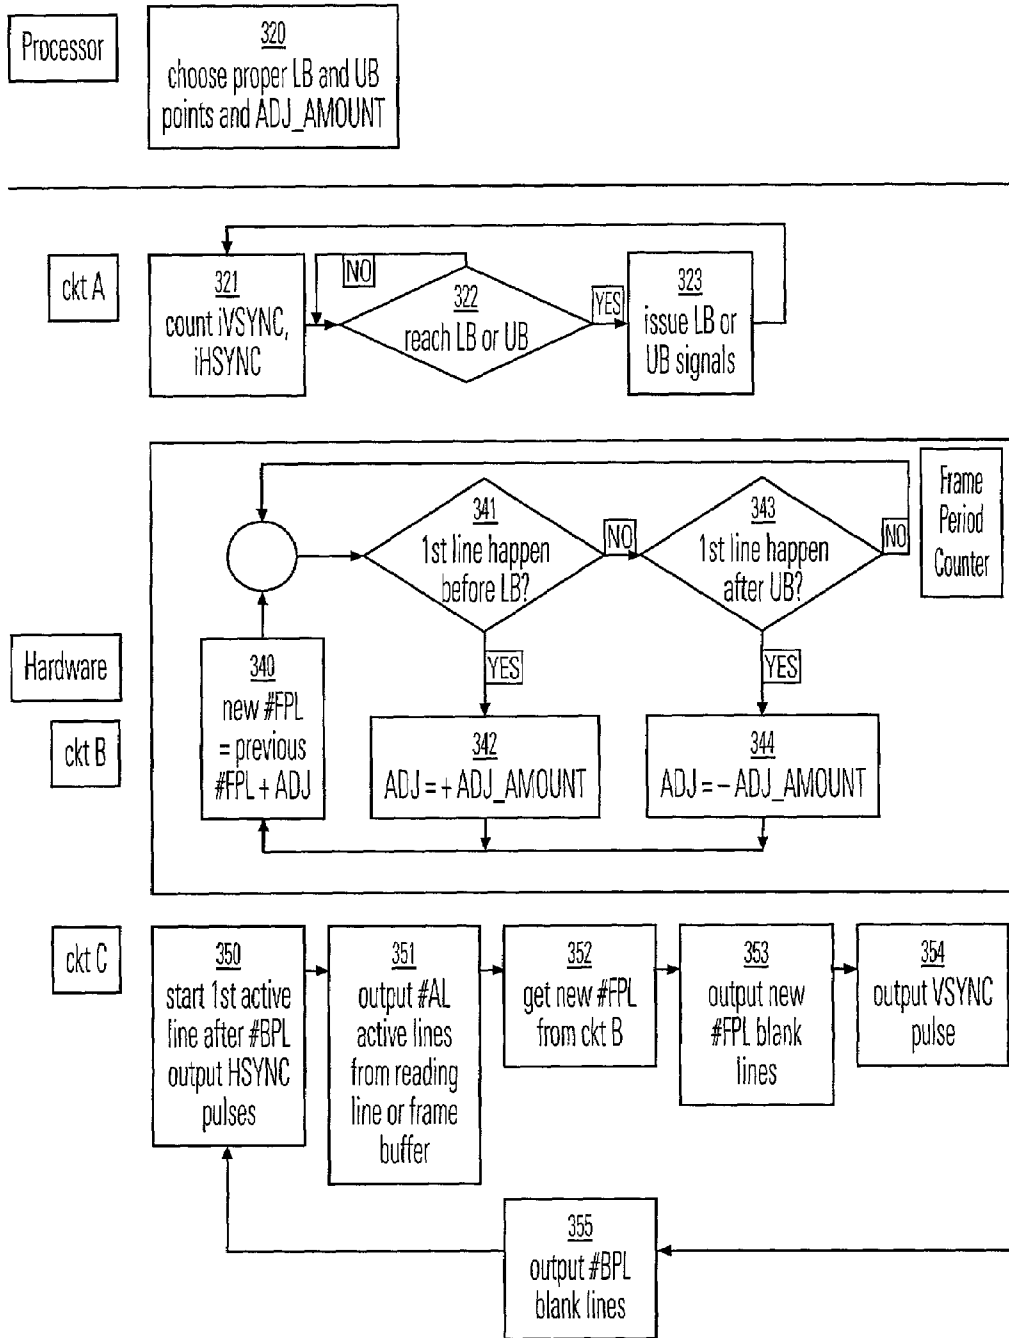 Processor
320
choose proper LB and UB
points and ADJ_AMOUNT
ckt A
321
count iVSYNC,
iHSYNC
NO
322
reach LB or UB
YES
323
issue LB or
UB signals
Hardware
ckt B
Frame
Period
Counter
341
1st line happen
before LB?
NO
343
1st line happen
after UB?
NO
YES
YES
340
new #FPL
= previous
#FPL + ADJ
342
ADJ = + ADJ_AMOUNT
344
ADJ = – ADJ_AMOUNT
ckt C
350
start 1st active
line after #BPL
output HSYNC
pulses
351
output #AL
active lines
from reading
line or frame
buffer
352
get new #FPL
from ckt B
353
output new
#FPL blank
lines
354
output VSYNC
pulse
355
output #BPL
blank lines